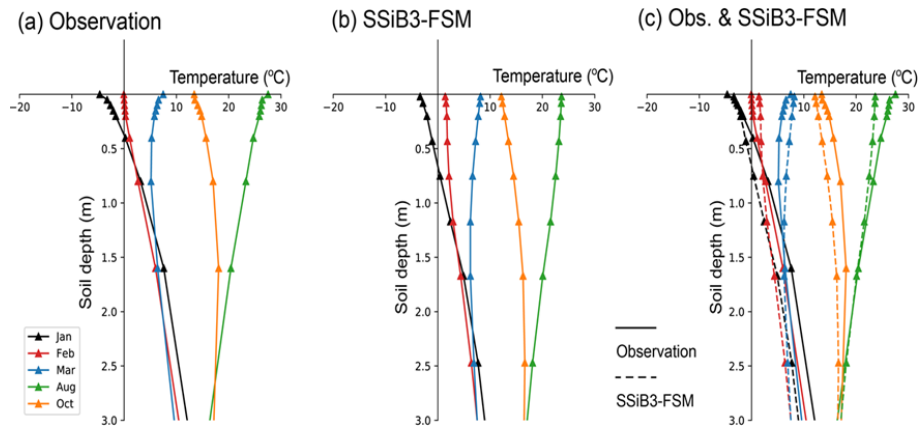 (a) Observation
(b) SSiB3-FSM
(c) Obs. & SSiB3-FSM
Temperature (ºC)
Temperature (ºC)
Temperature (ºC)
−20 −10 10 20 30
−20 −10 10 20 30
−20 −10 10 20 30
Soil depth (m)
0.5
1.0
1.5
2.0
2.5
3.0
Jan
Feb
Mar
Aug
Oct
Soil depth (m)
0.5
1.0
1.5
2.0
2.5
3.0
Soil depth (m)
0.5
1.0
1.5
2.0
2.5
3.0
Observation
SSiB3-FSM